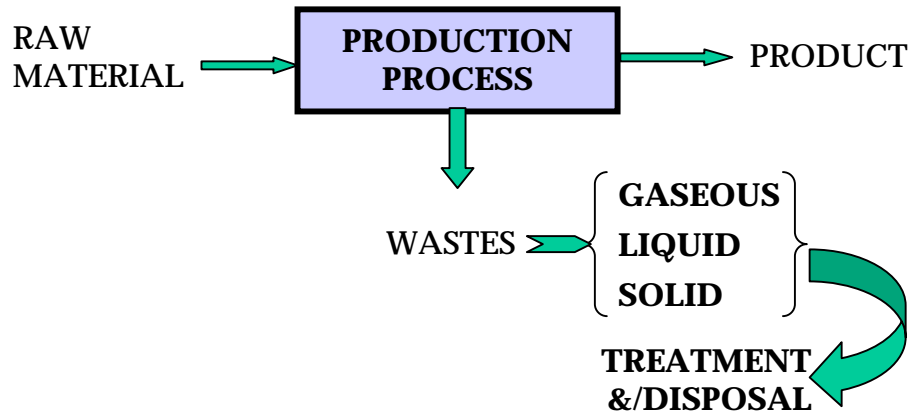 RAW
MATERIAL
PRODUCTION
PROCESS
PRODUCT
WASTES
GASEOUS
LIQUID
SOLID
TREATMENT
&/DISPOSAL